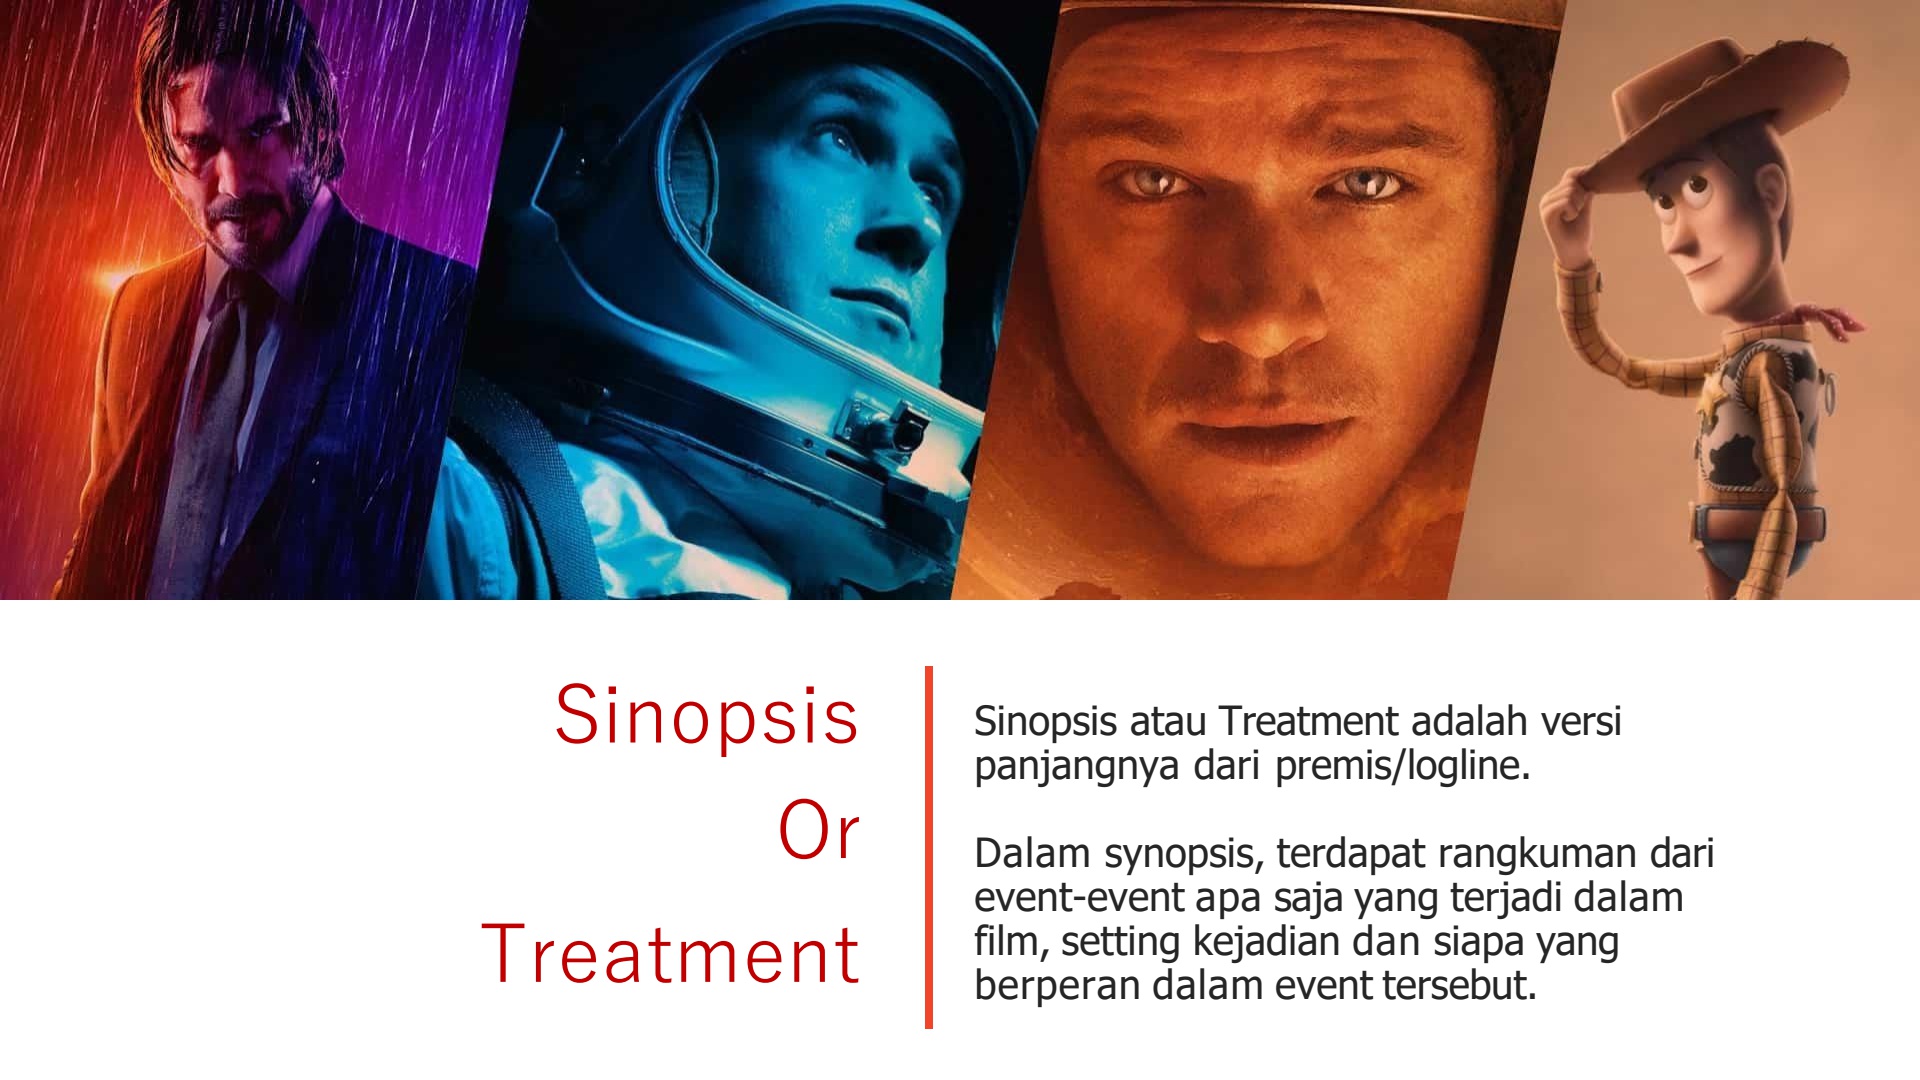 Sinopsis
Or
Treatment
Sinopsis atau Treatment adalah versi
panjangnya dari premis/logline.
Dalam synopsis, terdapat rangkuman dari
event-event apa saja yang terjadi dalam
film, setting kejadian dan siapa yang
berperan dalam event tersebut.